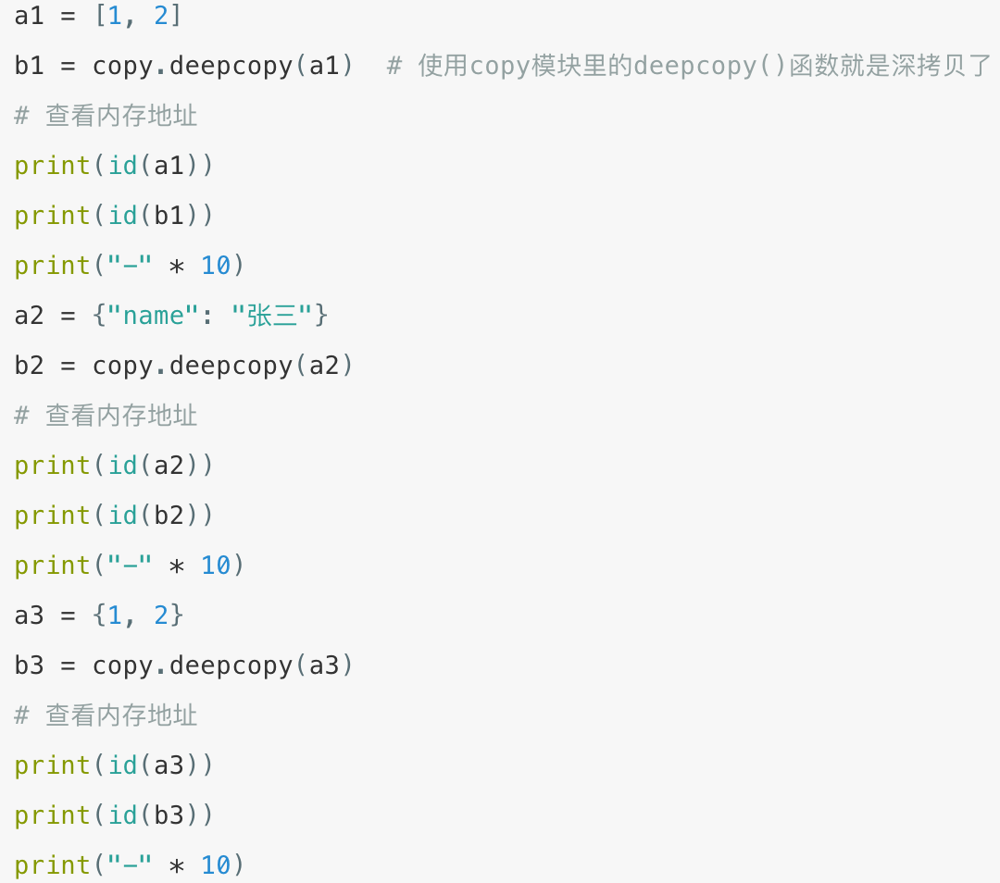 a1 = [1, 2]
b1 = copy.deepcopy(a1)  # 使用copy模块里的deepcopy()函数就是深拷贝了
# 查看内存地址
print(id(a1))
print(id(b1))
print("-" * 10)
a2 = {"name": "张三"}
b2 = copy.deepcopy(a2)
# 查看内存地址
print(id(a2))
print(id(b2))
print("-" * 10)
a3 = {1, 2}
b3 = copy.deepcopy(a3)
# 查看内存地址
print(id(a3))
print(id(b3))
print("-" * 10)